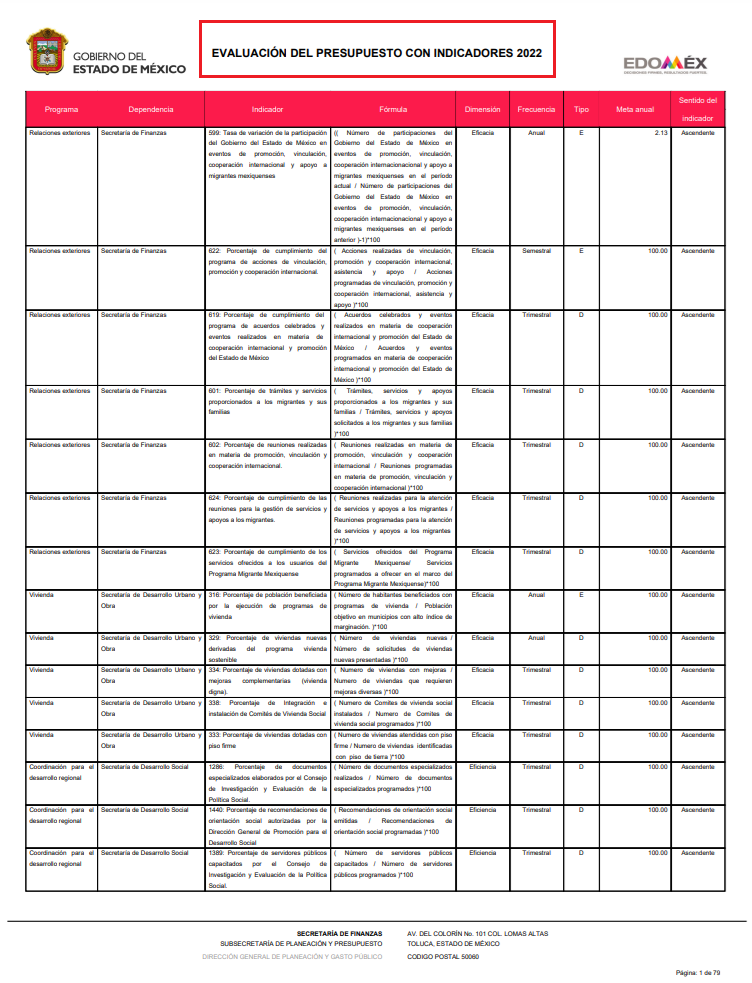 GOBIERNO DEL
ESTADO DE MÉXICO
EVALUACIÓN DEL PRESUPUESTO CON INDICADORES 2022
EDOMÉX
DECISIONES FIRMES, RESULTADOS FUERTES.
Programa Dependencia Indicador Fórmula Dimensión Frecuencia Tipo Meta anual Sentido del
indicador
Relaciones exteriores Secretaría de Finanzas 599: Tasa de variación de la participación (( Número de participaciones del Eficacia Anual E 2.13 Ascendente
del Gobierno del Estado de México en Gobierno del Estado de México en
eventos de promoción, vinculación, eventos de promoción, vinculación,
cooperación internacional y apoyo a cooperación internacionacional y apoyo a
migrantes mexiquenses migrantes mexiquenses en el período
actual / Número de participaciones del
Gobierno del Estado de México en
eventos de promoción, vinculación,
cooperación internacionacional y apoyo a
migrantes mexiquenses en el período
anterior )-1)*100
Relaciones exteriores Secretaría de Finanzas 622: Porcentaje de cumplimiento del ( Acciones realizadas de vinculación, Eficacia Semestral E 100.00 Ascendente
programa de acciones de vinculación, promoción y cooperación internacional,
promoción y cooperación internacional. asistencia y apoyo / Acciones
programadas de vinculación, promoción y
cooperación internacional, asistencia y
apoyo )*100
Relaciones exteriores Secretaría de Finanzas 619: Porcentaje de cumplimiento del ( Acuerdos celebrados y eventos Eficacia Trimestral D 100.00 Ascendente
programa de acuerdos celebrados y realizados en materia de cooperación
eventos realizados en materia de internacional y promoción del Estado de
cooperación internacional y promoción México / Acuerdos y eventos
del Estado de México programados en materia de cooperación
internacional y promoción del Estado de
México )*100
Relaciones exteriores Secretaría de Finanzas 601: Porcentaje de trámites y servicios ( Trámites, servicios y apoyos Eficacia Trimestral D 100.00 Ascendente
proporcionados a los migrantes y sus proporcionados a los migrantes y sus
familias familias / Trámites, servicios y apoyos
solicitados a los migrantes y sus familias
)*100
Relaciones exteriores Secretaría de Finanzas 602: Porcentaje de reuniones realizadas ( Reuniones realizadas en materia de Eficacia Trimestral D 100.00 Ascendente
en materia de promoción, vinculación y promoción, vinculación y cooperación
cooperación internacional. internacional / Reuniones programadas
en materia de promoción, vinculación y
cooperación internacional )*100
Relaciones exteriores Secretaría de Finanzas 624: Porcentaje de cumplimiento de las ( Reuniones realizadas para la atención Eficacia Trimestral D 100.00 Ascendente
reuniones para la gestión de servicios y de servicios y apoyos a los migrantes /
apoyos a los migrantes. Reuniones programadas para la atención
de servicios y apoyos a los migrantes
)*100
Relaciones exteriores Secretaría de Finanzas 623: Porcentaje de cumplimiento de los ( Servicios ofrecidos del Programa Eficacia Trimestral D 100.00 Ascendente
servicios ofrecidos a los usuarios del Migrante Mexiquense/ Servicios
Programa Migrante Mexiquense programados a ofrecer en el marco del
Programa Migrante Mexiquense)*100
Vivienda Secretaría de Desarrollo Urbano y 316: Porcentaje de población beneficiada ( Número de habitantes beneficiados con Eficacia Anual E 100.00 Ascendente
Obra por la ejecución de programas de programas de vivienda / Población
vivienda objetivo en municipios con alto índice de
marginación. )*100
Vivienda Secretaría de Desarrollo Urbano y 329: Porcentaje de viviendas nuevas ( Número de viviendas nuevas / Eficacia Anual D 100.00 Ascendente
Obra derivadas del programa vivienda Número de solicitudes de viviendas
sostenible nuevas presentadas )*100
Vivienda Secretaría de Desarrollo Urbano y 334: Porcentaje de viviendas dotadas con ( Numero de viviendas con mejoras / Eficacia Trimestral D 100.00 Ascendente
Obra mejoras complementarias (vivienda Numero de viviendas que requieren
digna). mejoras diversas )*100
Vivienda Secretaría de Desarrollo Urbano y 338: Porcentaje de Integración e ( Numero de Comites de vivienda social Eficacia Trimestral D 100.00 Ascendente
Obra instalación de Comités de Vivienda Social instalados / Numero de Comites de
vivienda social programados )*100
Vivienda Secretaría de Desarrollo Urbano y 333: Porcentaje de viviendas dotadas con ( Numero de viviendas atendidas con piso Eficacia Trimestral D 100.00 Ascendente
Obra piso firme firme / Numero de viviendas identificadas
con piso de tierra )*100
Coordinación para el Secretaría de Desarrollo Social 1286: Porcentaje de documentos ( Número de documentos especializados Eficiencia Trimestral D 100.00 Ascendente
desarrollo regional especializados elaborados por el Consejo realizados / Número de documentos
de Investigación y Evaluación de la especializados programados )*100
Política Social.
Coordinación para el Secretaría de Desarrollo Social 1440: Porcentaje de recomendaciones de ( Recomendaciones de orientación social Eficiencia Trimestral D 100.00 Ascendente
desarrollo regional orientación social autorizadas por la emitidas / Recomendaciones de
Dirección General de Promoción para el orientación social programadas )*100
Desarrollo Social
Coordinación para el Secretaría de Desarrollo Social 1389: Porcentaje de servidores públicos ( Número de servidores públicos Eficiencia Trimestral D 100.00 Ascendente
desarrollo regional capacitados por el Consejo de capacitados / Número de servidores
Investigación y Evaluación de la Política públicos programados )*100
Social.
SECRETARÍA DE FINANZAS AV. DEL COLORÍN No. 101 COL. LOMAS ALTAS
SUBSECRETARÍA DE PLANEACIÓN Y PRESUPUESTO TOLUCA, ESTADO DE MÉXICO
DIRECCIÓN GENERAL DE PLANEACIÓN Y GASTO PÚBLICO CODIGO POSTAL 50060
Página: 1 de 79